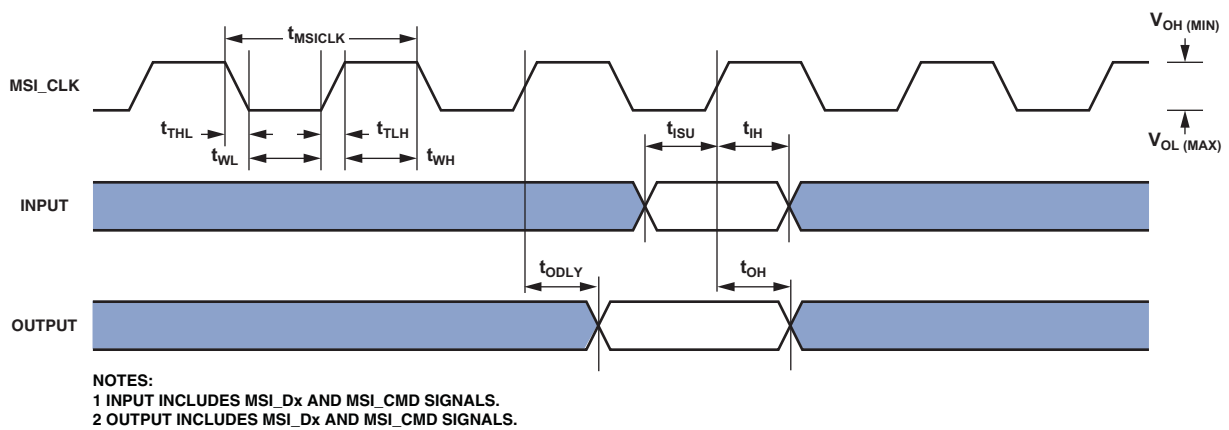 tMSICLK
VOH (MIN)
MSI_CLK
tTHL
tTLH
tISU
tIH
tWL
tWH
VOL (MAX)
INPUT
tODLY
tOH
OUTPUT
NOTES:
1 INPUT INCLUDES MSI_Dx AND MSI_CMD SIGNALS.
2 OUTPUT INCLUDES MSI_Dx AND MSI_CMD SIGNALS.